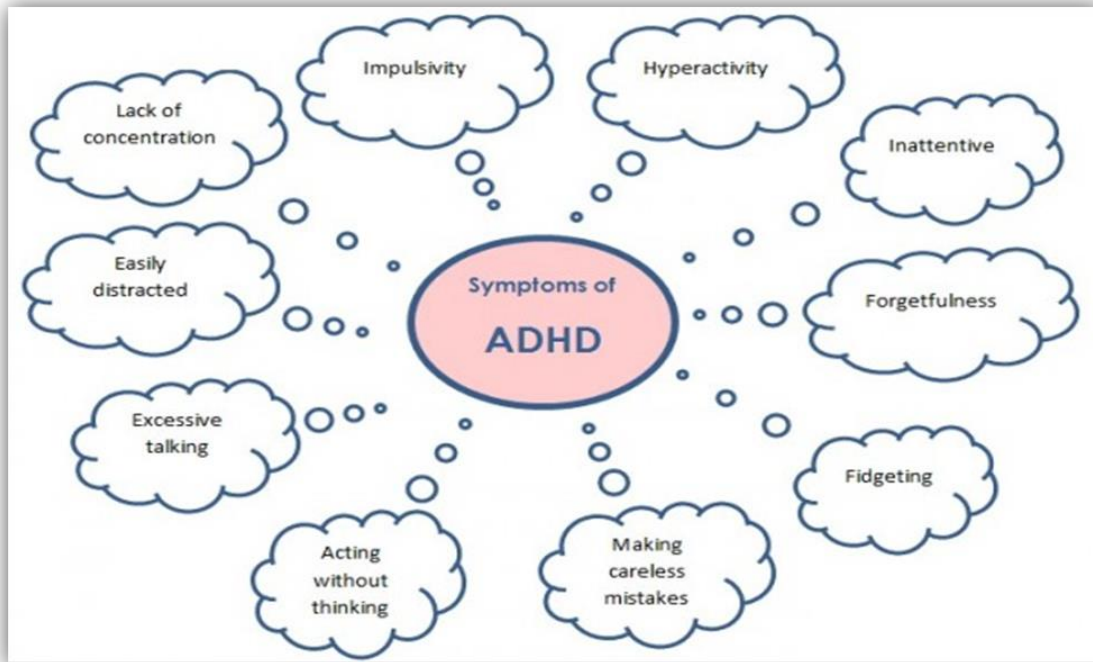 Impulsivity
Hyperactivity
Lack of
concentration
Inattentive
Easily
distracted
Symptoms of
ADHD
Forgetfulness
Excessive
talking
Fidgeting
Acting
without
thinking
Making
careless
mistakes